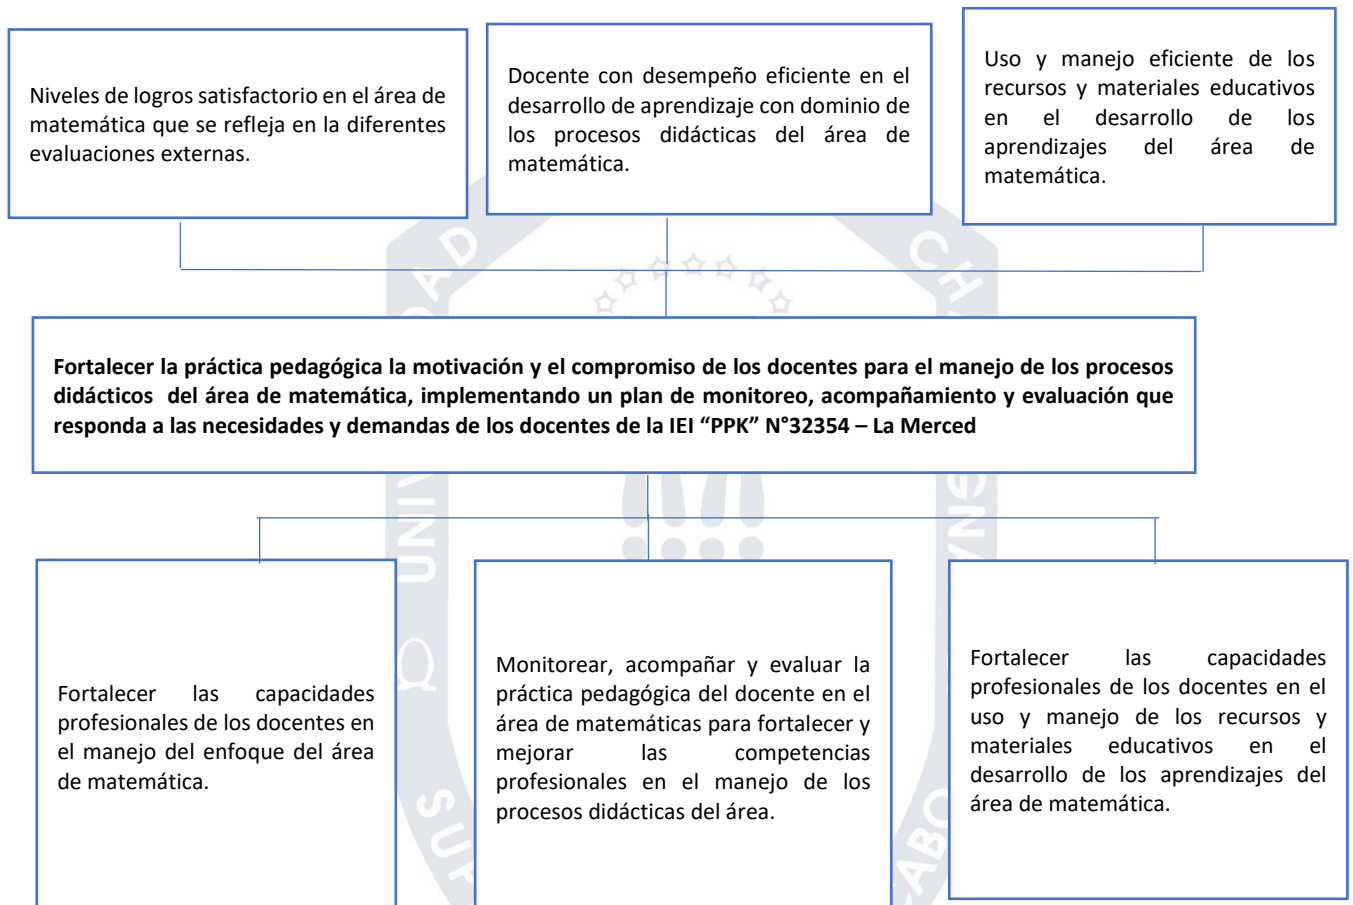 Niveles de logros satisfactorio en el área de
matemática que se refleja en la diferentes
evaluaciones externas.
Docente con desempeño eficiente en el
desarrollo de aprendizaje con dominio de
los procesos didácticas del área de
matemática.
Uso y manejo eficiente de los
recursos y materiales educativos
en el desarrollo de los
aprendizajes del área de
matemática.
Fortalecer la práctica pedagógica la motivación y el compromiso de los docentes para el manejo de los procesos
didácticos del área de matemática, implementando un plan de monitoreo, acompañamiento y evaluación que
responda a las necesidades y demandas de los docentes de la IEI “PPK” N°32354 – La Merced
Fortalecer las capacidades
profesionales de los docentes en
el manejo del enfoque del área
de matemática.
Monitorear, acompañar y evaluar la
práctica pedagógica del docente en el
área de matemáticas para fortalecer y
mejorar las competencias
profesionales en el manejo de los
procesos didácticas del área.
Fortalecer las capacidades
profesionales de los docentes en el
uso y manejo de los recursos y
materiales educativos en el
desarrollo de los aprendizajes del
área de matemática.